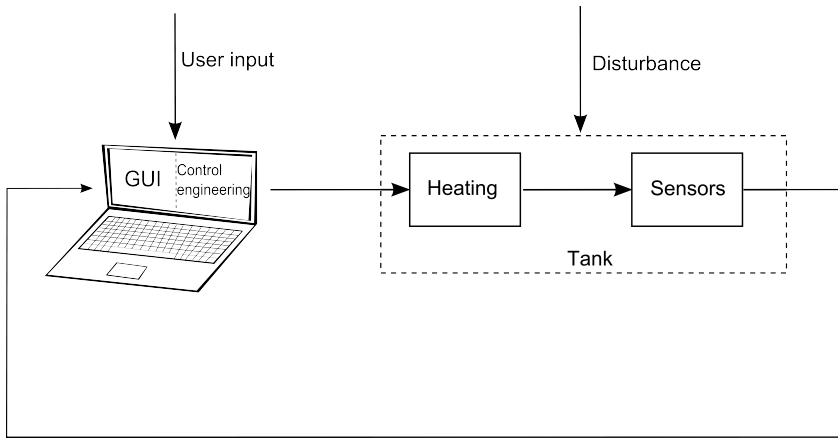 User input
Disturbance
GUI
Control
engineering
Heating
Sensors
Tank